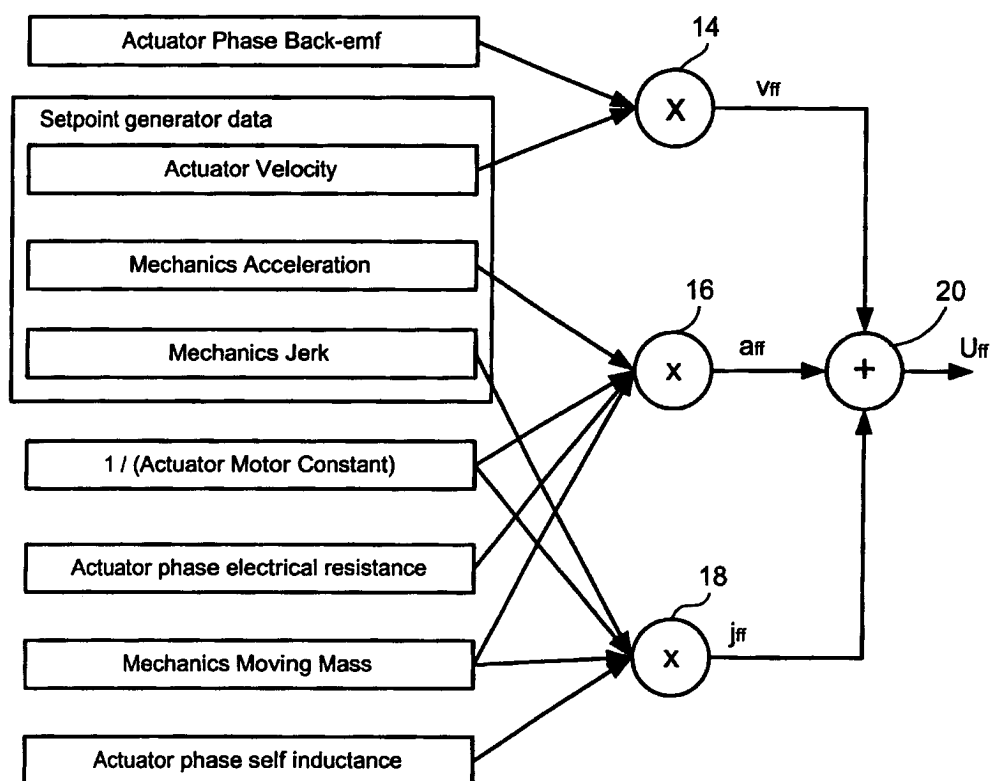 Actuator Phase Back-emf
14
X
Vff
Setpoint generator data
Actuator Velocity
Mechanics Acceleration
Mechanics Jerk
16
x
aff
20
+
Uff
1 / (Actuator Motor Constant)
Actuator phase electrical resistance
18
x
jff
Mechanics Moving Mass
Actuator phase self inductance